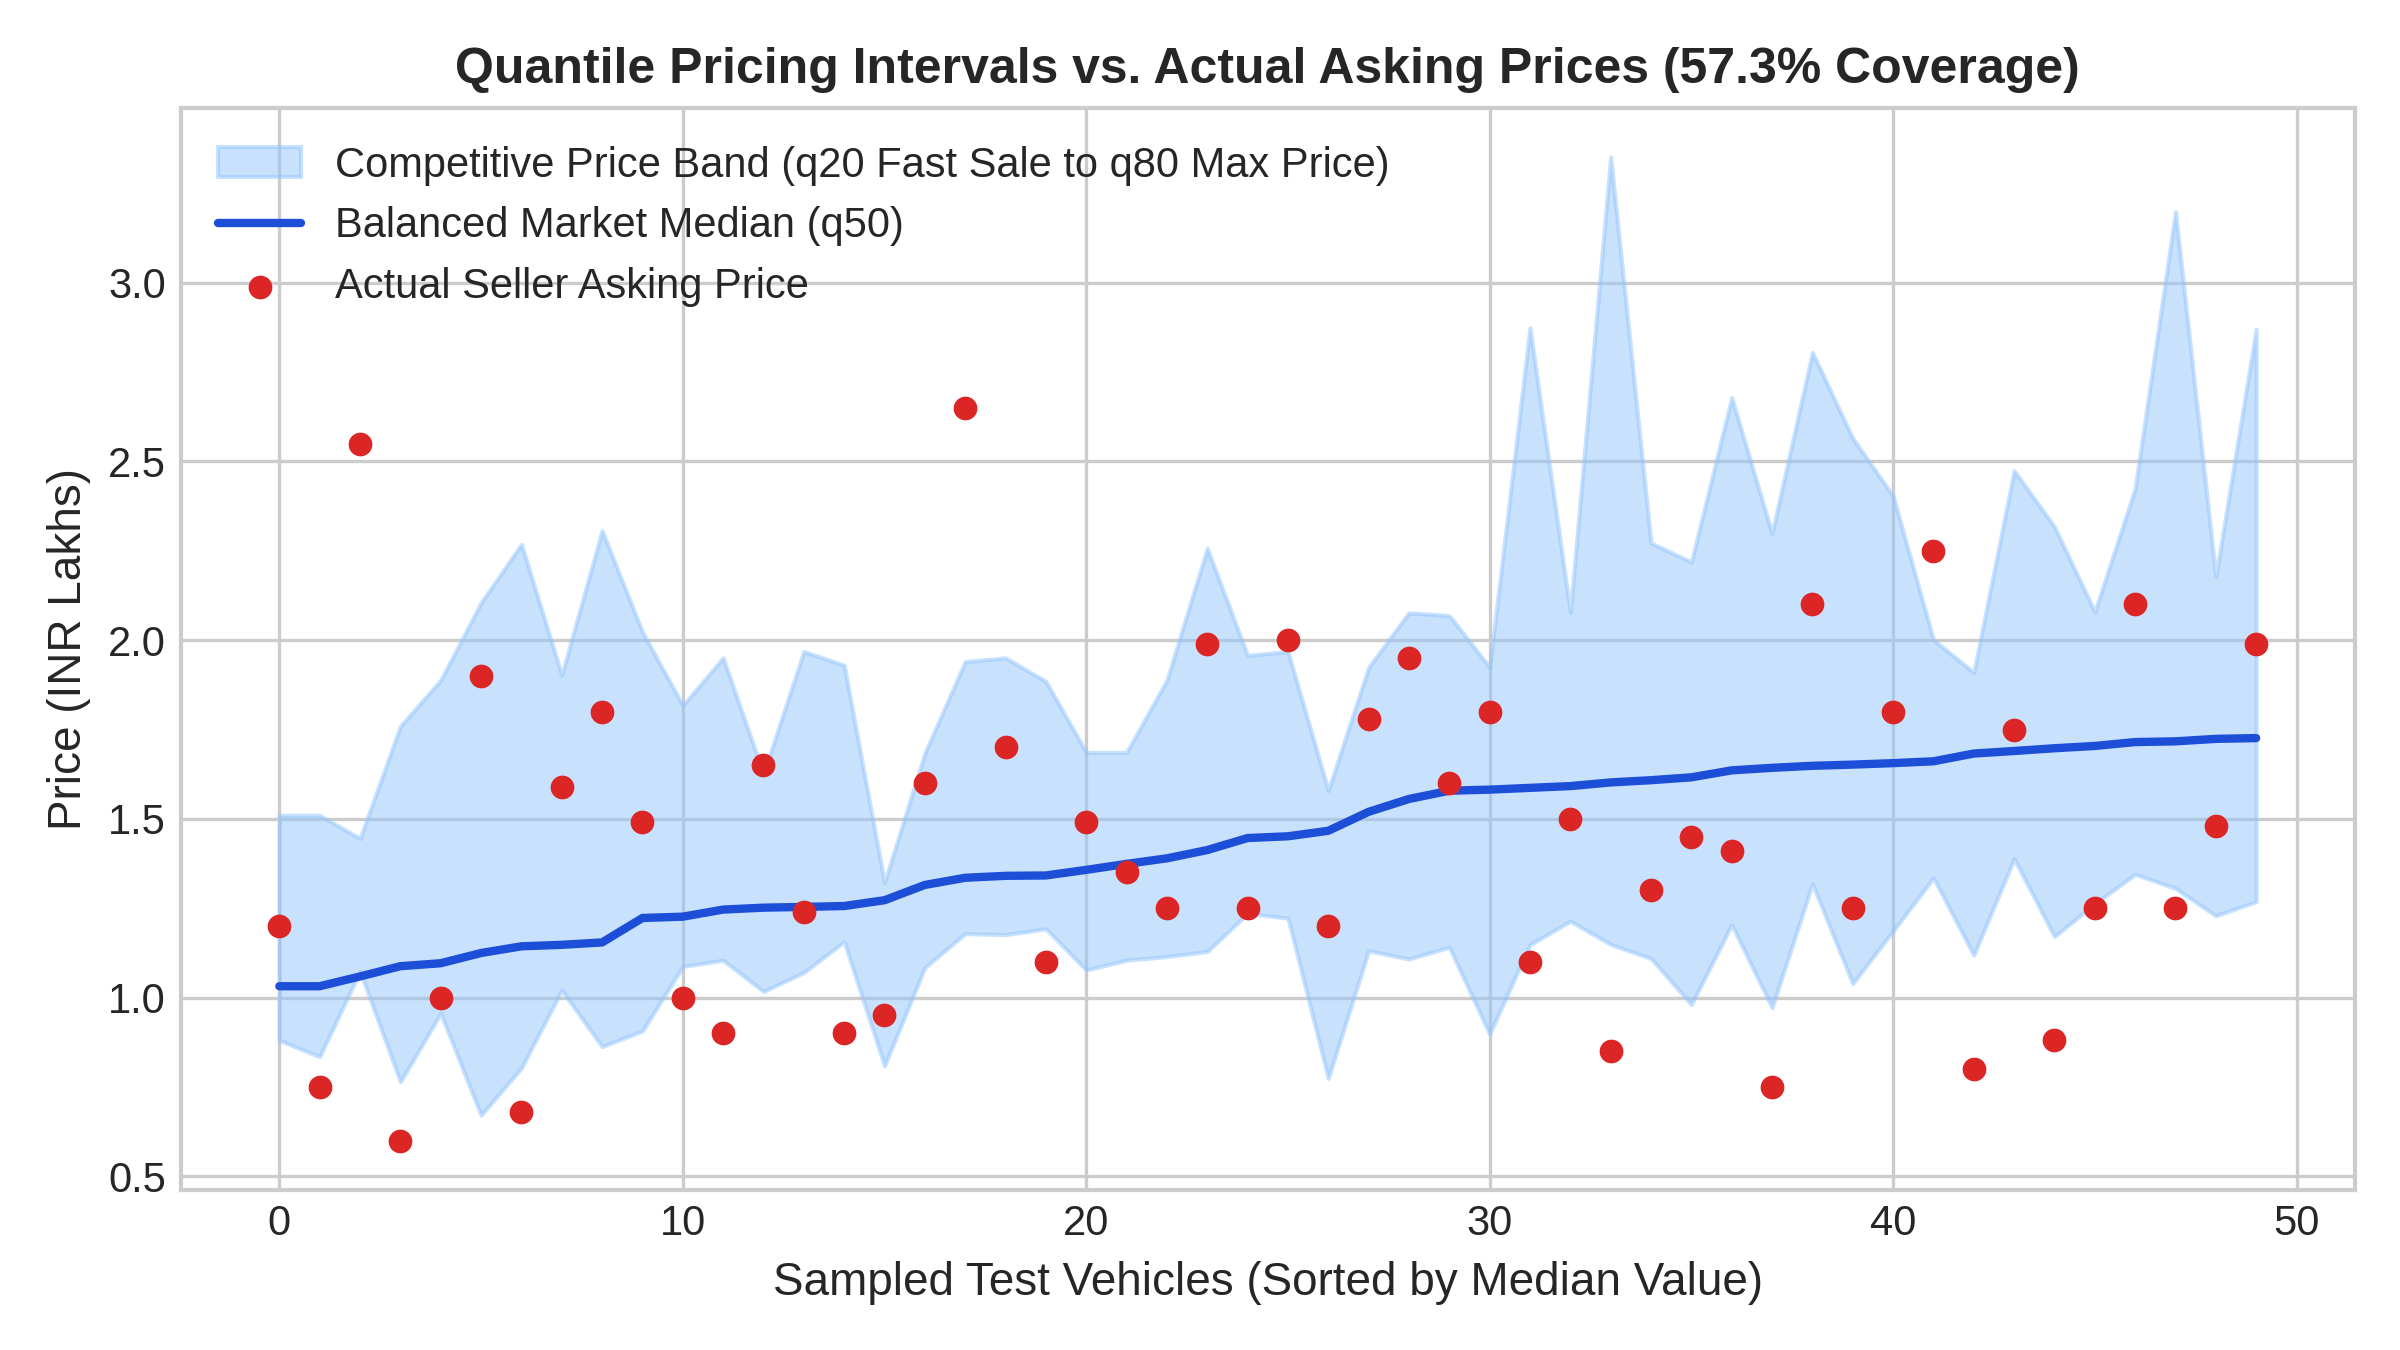 Quantile Pricing Intervals vs. Actual Asking Prices (57.3% Coverage)
Competitive Price Band (q20 Fast Sale to q80 Max Price)
Balanced Market Median (q50)
Actual Seller Asking Price
Price (INR Lakhs)
3.0
2.5
2.0
1.5
1.0
0.5
0 10 20 30 40 50
Sampled Test Vehicles (Sorted by Median Value)